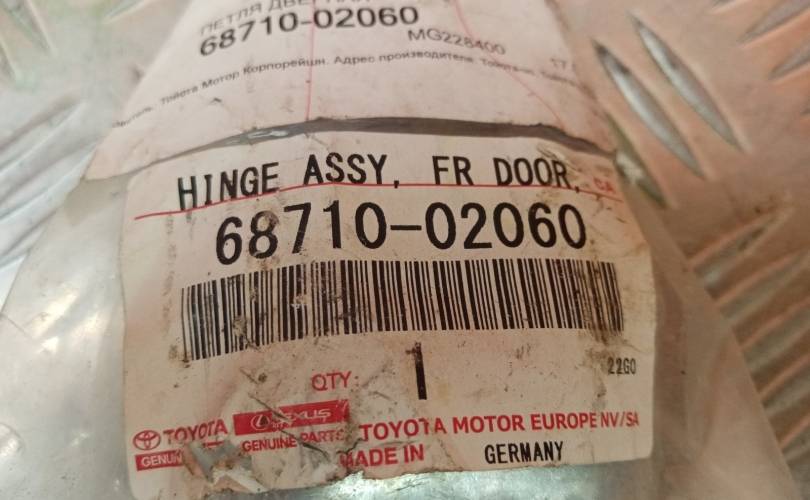 ПЕТЛЯ
68710-02060
MG228400 17
Тойота Мотор Корпорейшн. Адрес производителя:
HINGE ASSY, FR DOOR,
68710-02060
QTY: 1
22G0
TOYOTA LEXUS
GENUINE PARTS
TOYOTA MOTOR EUROPE NV/SA
MADE IN GERMANY